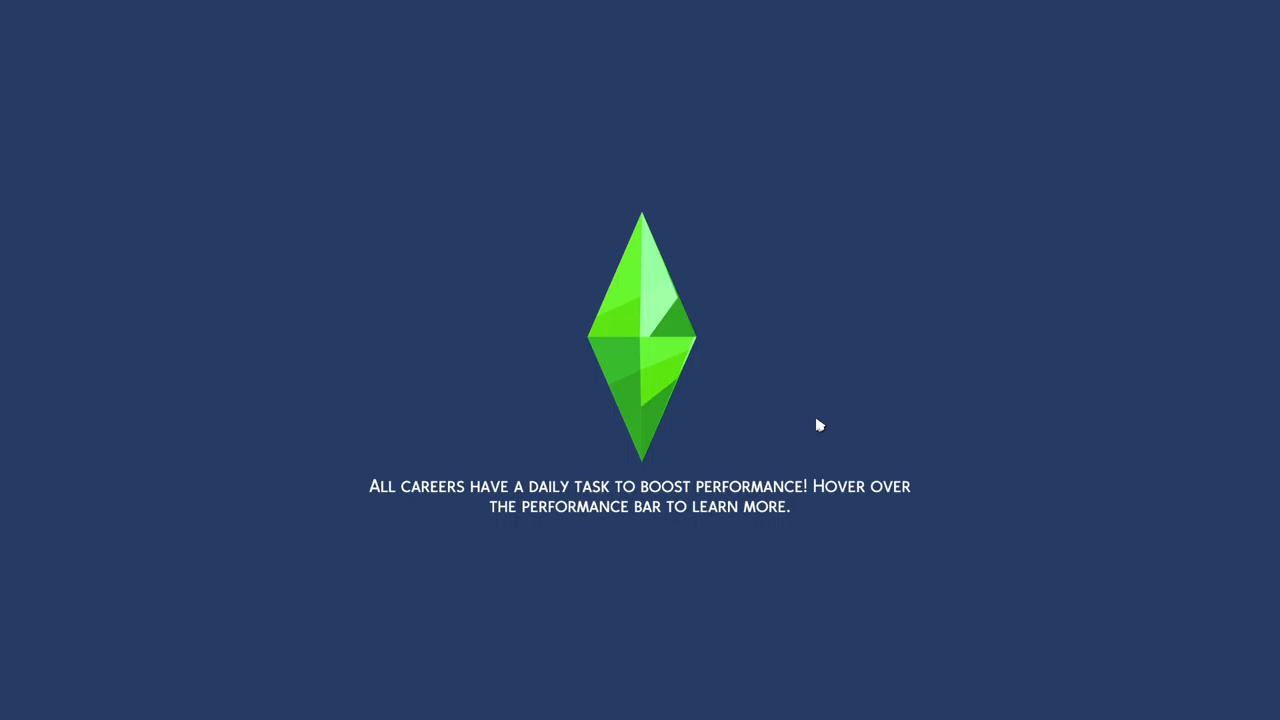 All careers have a daily task to boost performance! Hover over
the performance bar to learn more.